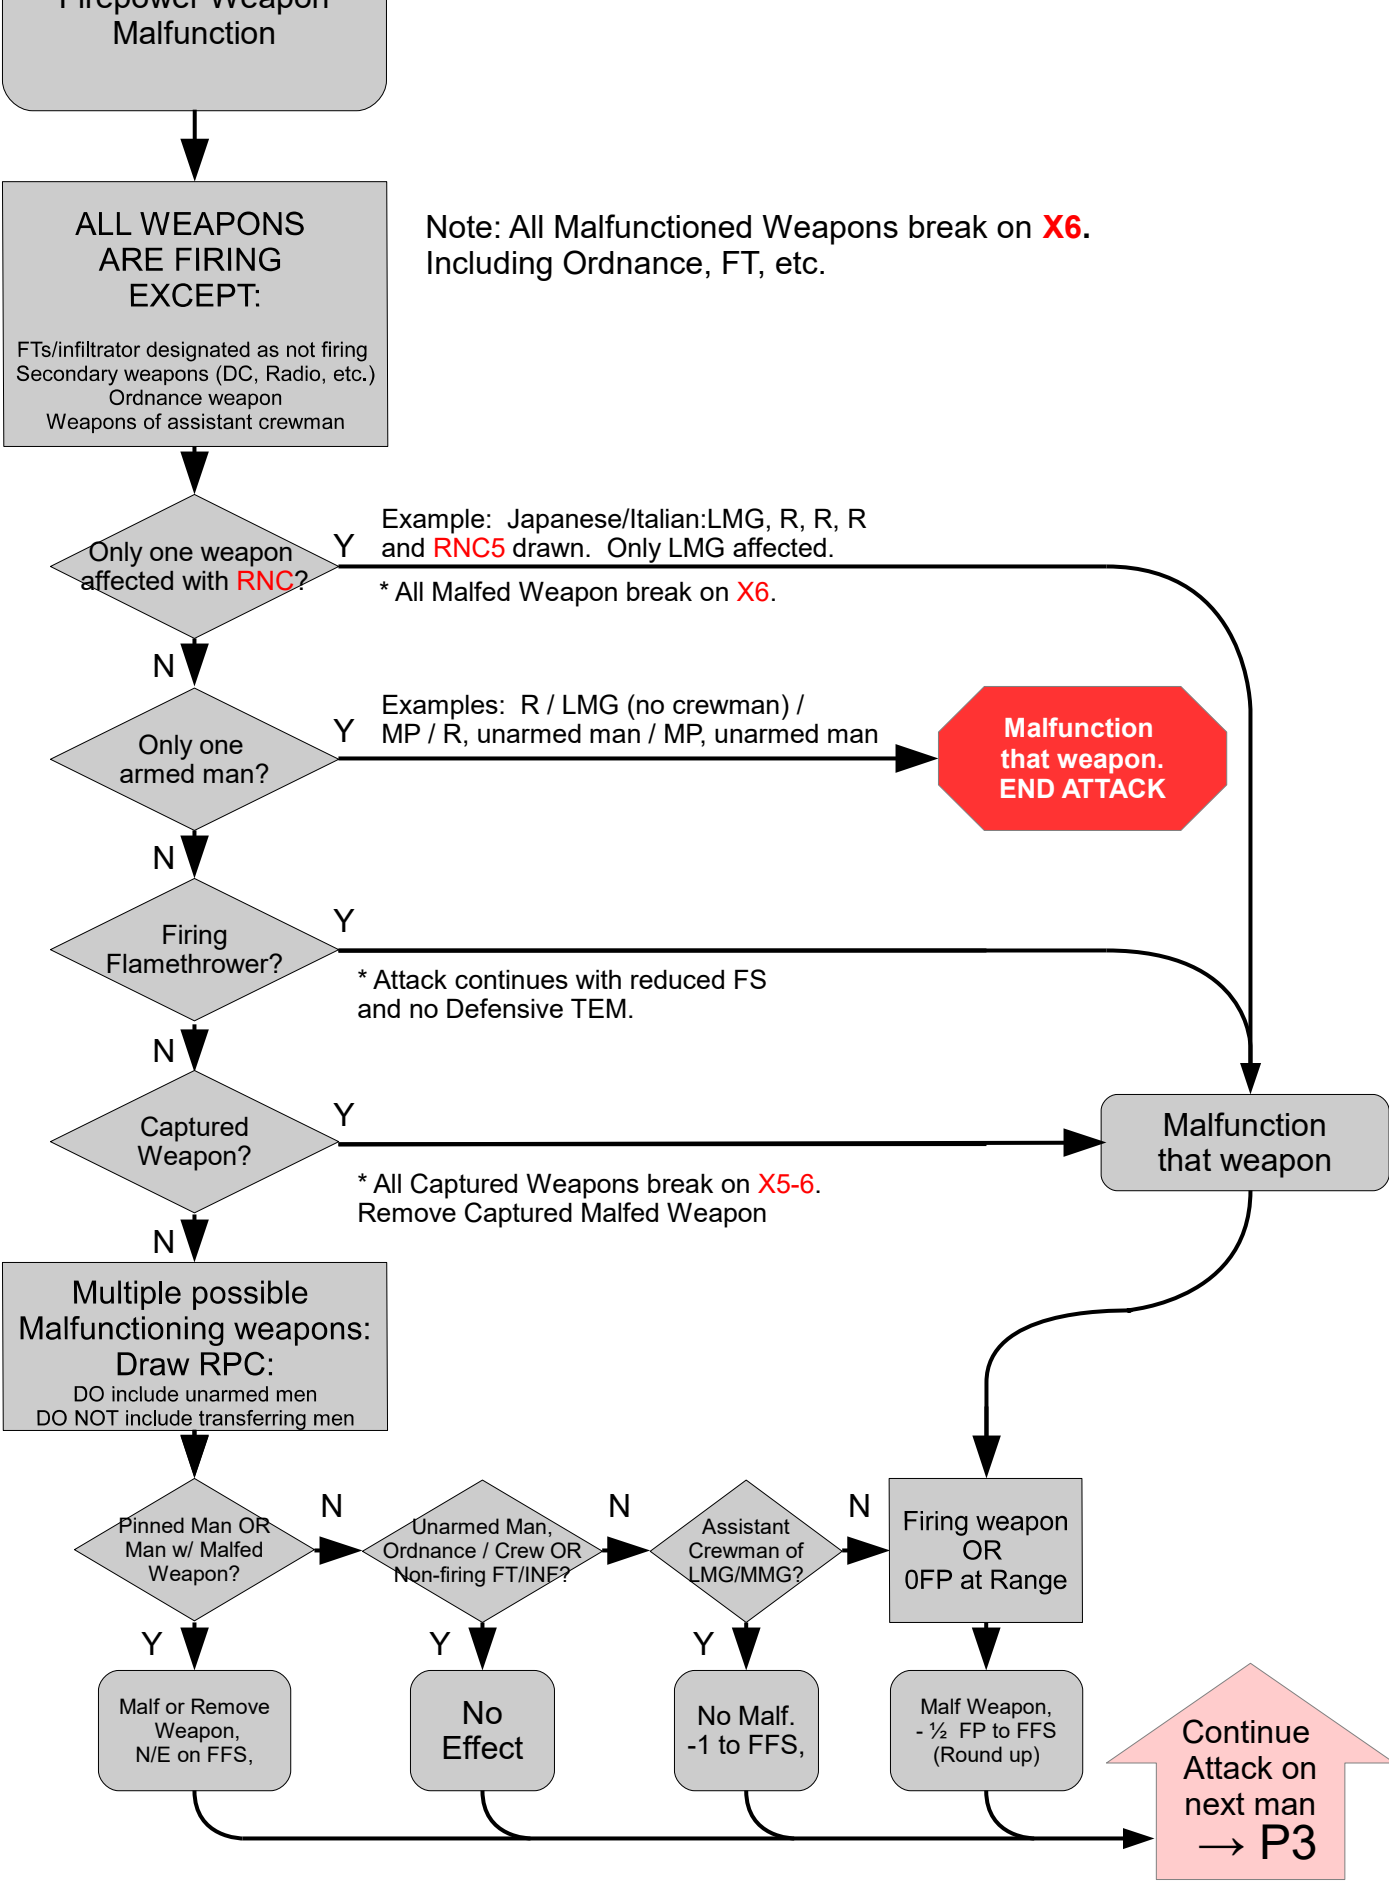 Firepower Weapon
Malfunction
ALL WEAPONS
ARE FIRING
EXCEPT:
FTs/infiltrator designated as not firing
Secondary weapons (DC, Radio, etc.)
Ordnance weapon
Weapons of assistant crewman
Note: All Malfunctioned Weapons break on X6.
Including Ordnance, FT, etc.
Only one weapon
affected with RNC?
Y
Example:  Japanese/Italian:LMG, R, R, R
and RNC5 drawn.  Only LMG affected.
* All Malfed Weapon break on X6.
N
Only one
armed man?
Y
Examples:  R / LMG (no crewman) /
MP / R, unarmed man / MP, unarmed man
Malfunction
that weapon.
END ATTACK
N
Firing
Flamethrower?
Y
* Attack continues with reduced FS
and no Defensive TEM.
N
Captured
Weapon?
Y
* All Captured Weapons break on X5-6.
Remove Captured Malfed Weapon
Malfunction
that weapon
N
Multiple possible
Malfunctioning weapons:
Draw RPC:
DO include unarmed men
DO NOT include transferring men
Pinned Man OR
Man w/ Malfed
Weapon?
N
Unarmed Man,
Ordnance / Crew OR
Non-firing FT/INF?
N
Assistant
Crewman of
LMG/MMG?
N
Firing weapon
OR
0FP at Range
Y
Y
Y
Malf or Remove
Weapon,
N/E on FFS,
No
Effect
No Malf.
-1 to FFS,
Malf Weapon,
- ½  FP to FFS
(Round up)
Continue
Attack on
next man
→ P3